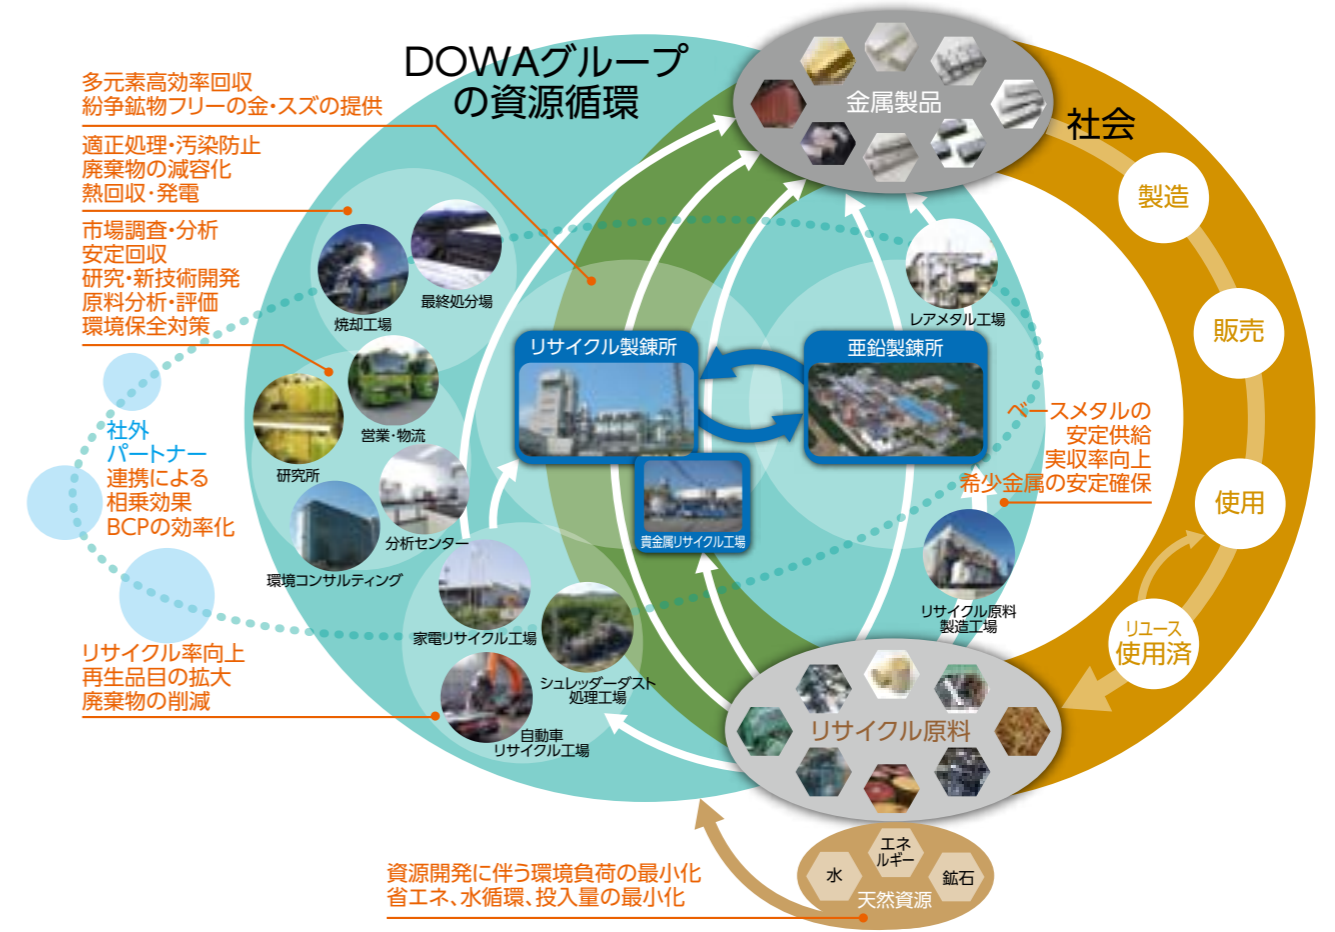 DOWAグループ
の資源循環
金属製品
社会
多元素高効率回収
紛争鉱物フリーの金・スズの提供
適正処理・汚染防止
廃棄物の減容化
熱回収・発電
市場調査・分析
安定回収
研究・新技術開発
原料分析・評価
環境保全対策
焼却工場
最終処分場
営業・物流
研究所
分析センター
環境コンサルティング
社外
パートナー
連携による
相乗効果
BCPの効率化
リサイクル製錬所
亜鉛製錬所
貴金属リサイクル工場
レアメタル工場
ベースメタルの
安定供給
実収率向上
希少金属の安定確保
リサイクル原料
製造工場
製造
販売
使用
リユース
使用済
家電リサイクル工場
シュレッダーダスト
処理工場
自動車
リサイクル工場
リサイクル率向上
再生品目の拡大
廃棄物の削減
リサイクル原料
資源開発に伴う環境負荷の最小化
省エネ、水循環、投入量の最小化
水
エネ
ルギー
鉱石
天然資源